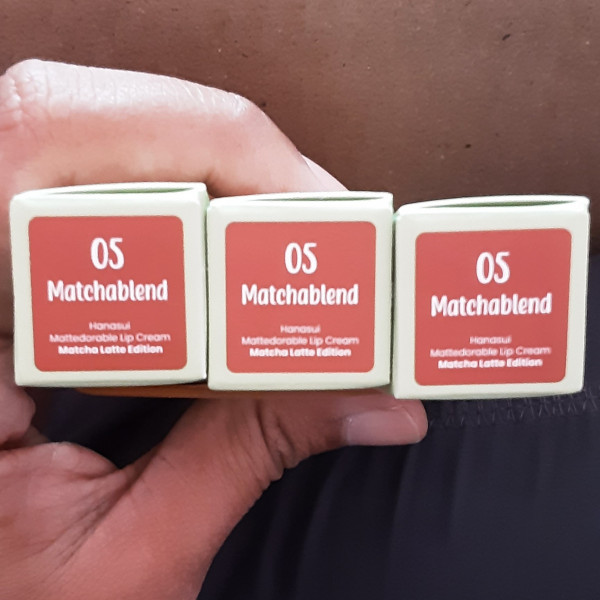 05
Matchablend
Hanasui
Mattedorable Lip Cream
Matcha Latte Edition
05
Matchablend
Hanasui
Mattedorable Lip Cream
Matcha Latte Edition
05
Matchablend
Hanasui
Mattedorable Lip Cream
Matcha Latte Edition